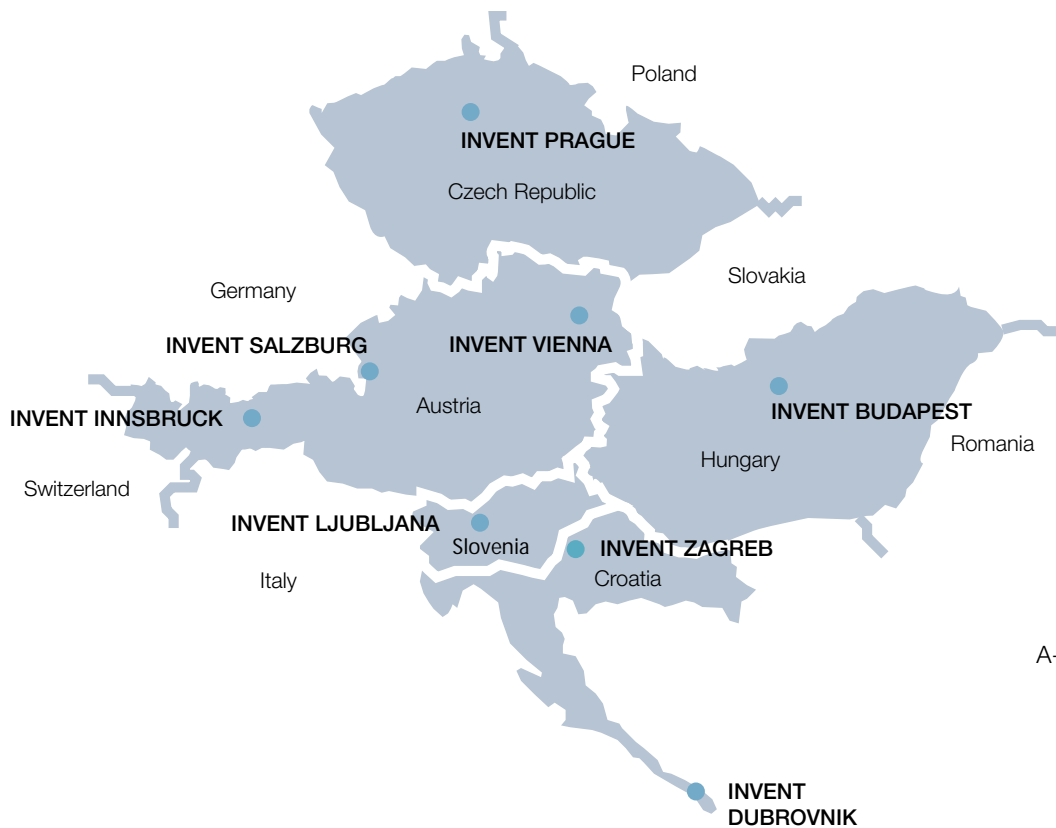 Poland
INVENT PRAGUE
Czech Republic
Slovakia
Germany
INVENT SALZBURG
INVENT VIENNA
Austria
INVENT INNSBRUCK
INVENT BUDAPEST
Romania
Hungary
Switzerland
INVENT LJUBLJANA
Slovenia
INVENT ZAGREB
Italy
Croatia
A-
INVENT
DUBROVNIK